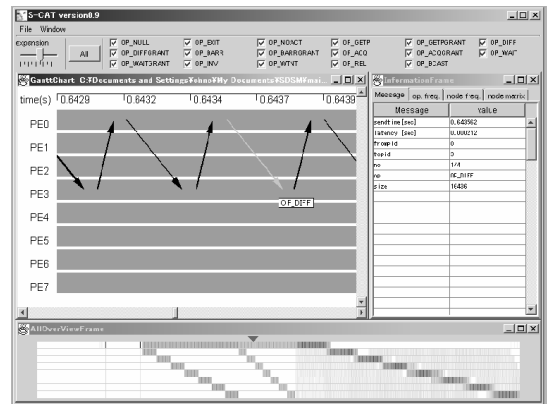 S-CAT version0.9
File Window
expansion
All
OP_NULL OP_EXIT OP_NOACT OP_GETP OP_GETPGRANT OP_DIFF
OP_DIFFGRANT OP_BARR OP_BARRGRANT OP_ACQ OP_ACQGRANT OP_WAIT
OP_WAITGRANT OP_INV OP_WTNT OP_REL OP_BCAST
GanttChart C:¥Documents and Settings¥ohno¥My Documents¥SDSM¥mai...
InformationFrame
Message op. freq. node freq. node matrix
time(s) 0.6429 0.6432 0.6434 0.6437 0.6439
Message value
sendtime[sec] 0.643562
latency [sec] 0.000212
PE0
PE1
PE2
PE3
PE4
PE5
PE6
PE7
OP_DIFF
fromPid 0
topid 3
no 144
op OP_DIFF
size 16436
AllOverViewFrame